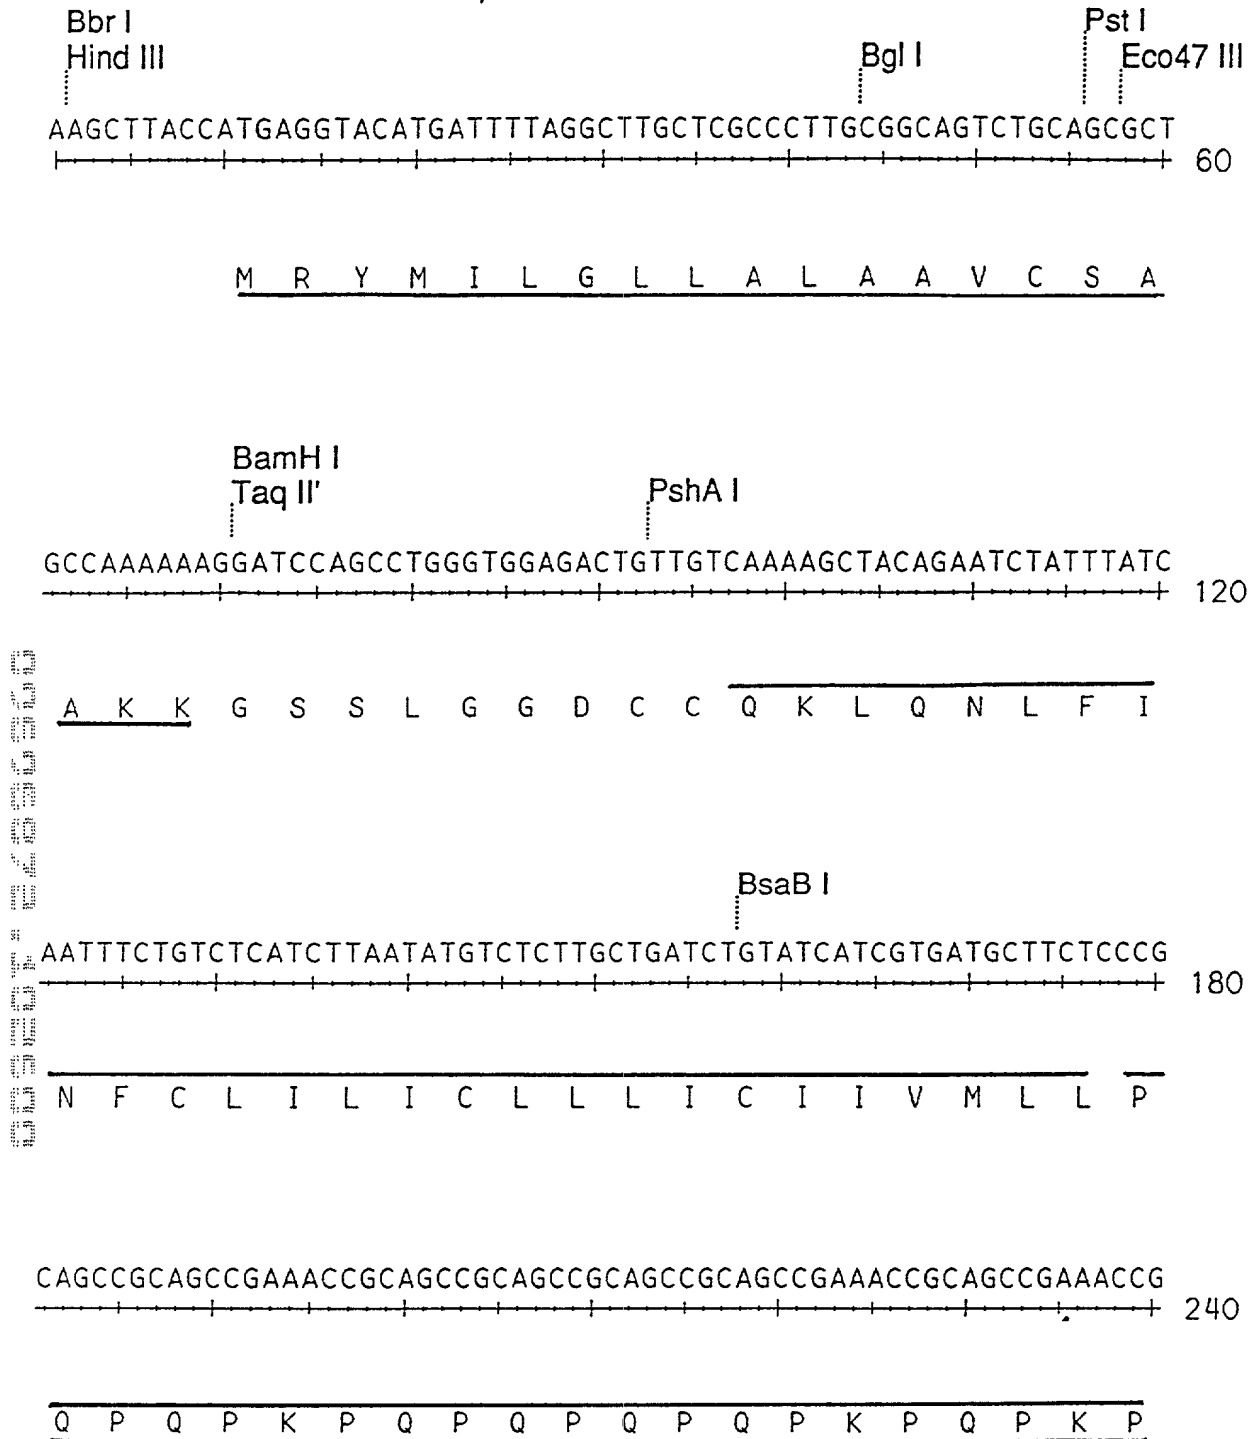 Bbr I
Pst I
Hind III
Bgl I
Eco47 III
AAGCTTACCATGAGGTACATGATTTTAGGCTTGCTCGCCCTTGCGGCAGTCTGCAGCGCT
60
M R Y M I L G L L A L A A V C S A
BamH I
Taq II'
PshA I
GCCAAAAAAGGATCCAGCCTGGGTGGAGACTGTTGTCAAAAGCTACAGAATCTATTTATC
120
A K K G S S L G G D C C Q K L Q N L F I
BsaB I
AATTTCTGTCTCATCTTAATATGTCTCTTGCTGATCTGTATCATCGTGATGCTTCTCCCG
180
N F C L I L I C L L L I C I I V M L L P
CAGCCGCAGCCGAAACCGCAGCCGCAGCCGCAGCCGCAGCCGAAACCGCAGCCGAAACCG
240
Q P Q P K P Q P Q P Q P Q P K P Q P K P